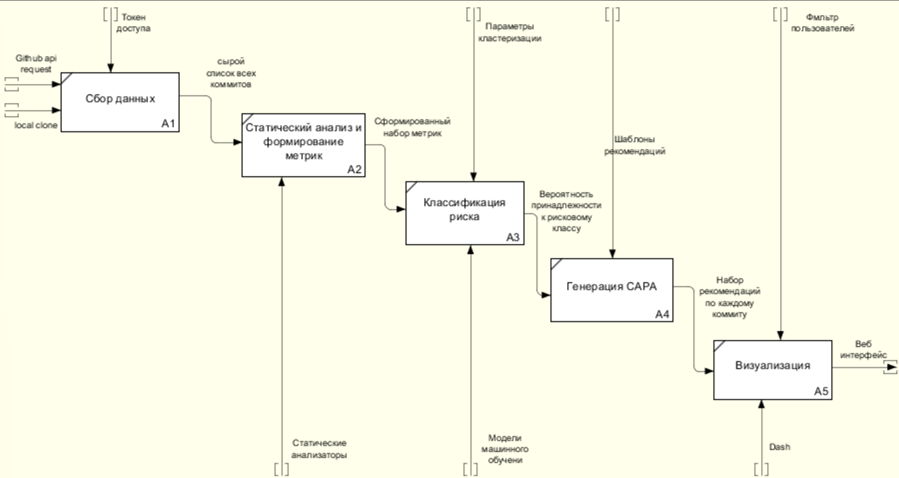 Токен
доступа
Параметры
кластеризации
Фмльтр
пользователей
Github api
request
сырой
список всех
коммитов
Сбор данных
A1
local clone
Статический анализ и
формирование
метрик
A2
Сформированный
набор метрик
Шаблоны
рекомендаций
Классификация
риска
A3
Вероятность
принадлежности
к рисковому
классу
Генерация CAPA
A4
Набор
рекомендаций
по каждому
коммиту
Визуализация
A5
Веб
интерфейс
Статические
анализаторы
Модели
машинного
обучени
Dash